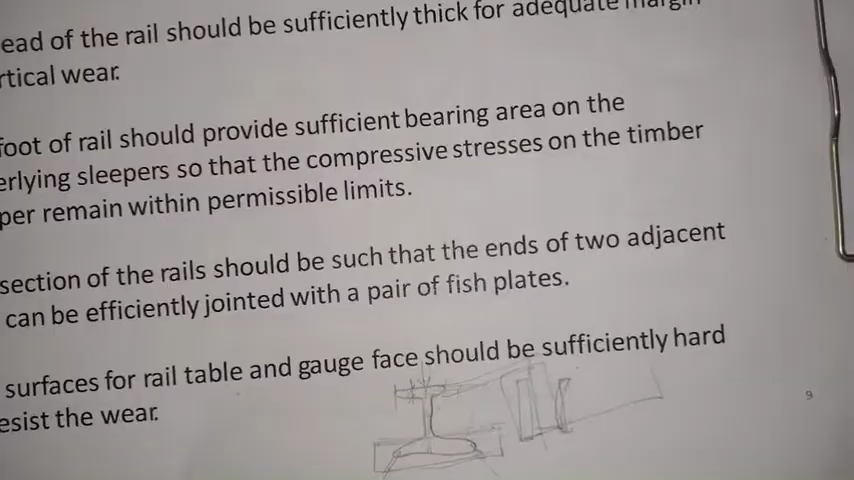 ead of the rail should be sufficiently thick for adequate margin
rtical wear.
foot of rail should provide sufficient bearing area on the
erlying sleepers so that the compressive stresses on the timber
per remain within permissible limits.
section of the rails should be such that the ends of two adjacent
can be efficiently jointed with a pair of fish plates.
surfaces for rail table and gauge face should be sufficiently hard
esist the wear.
9